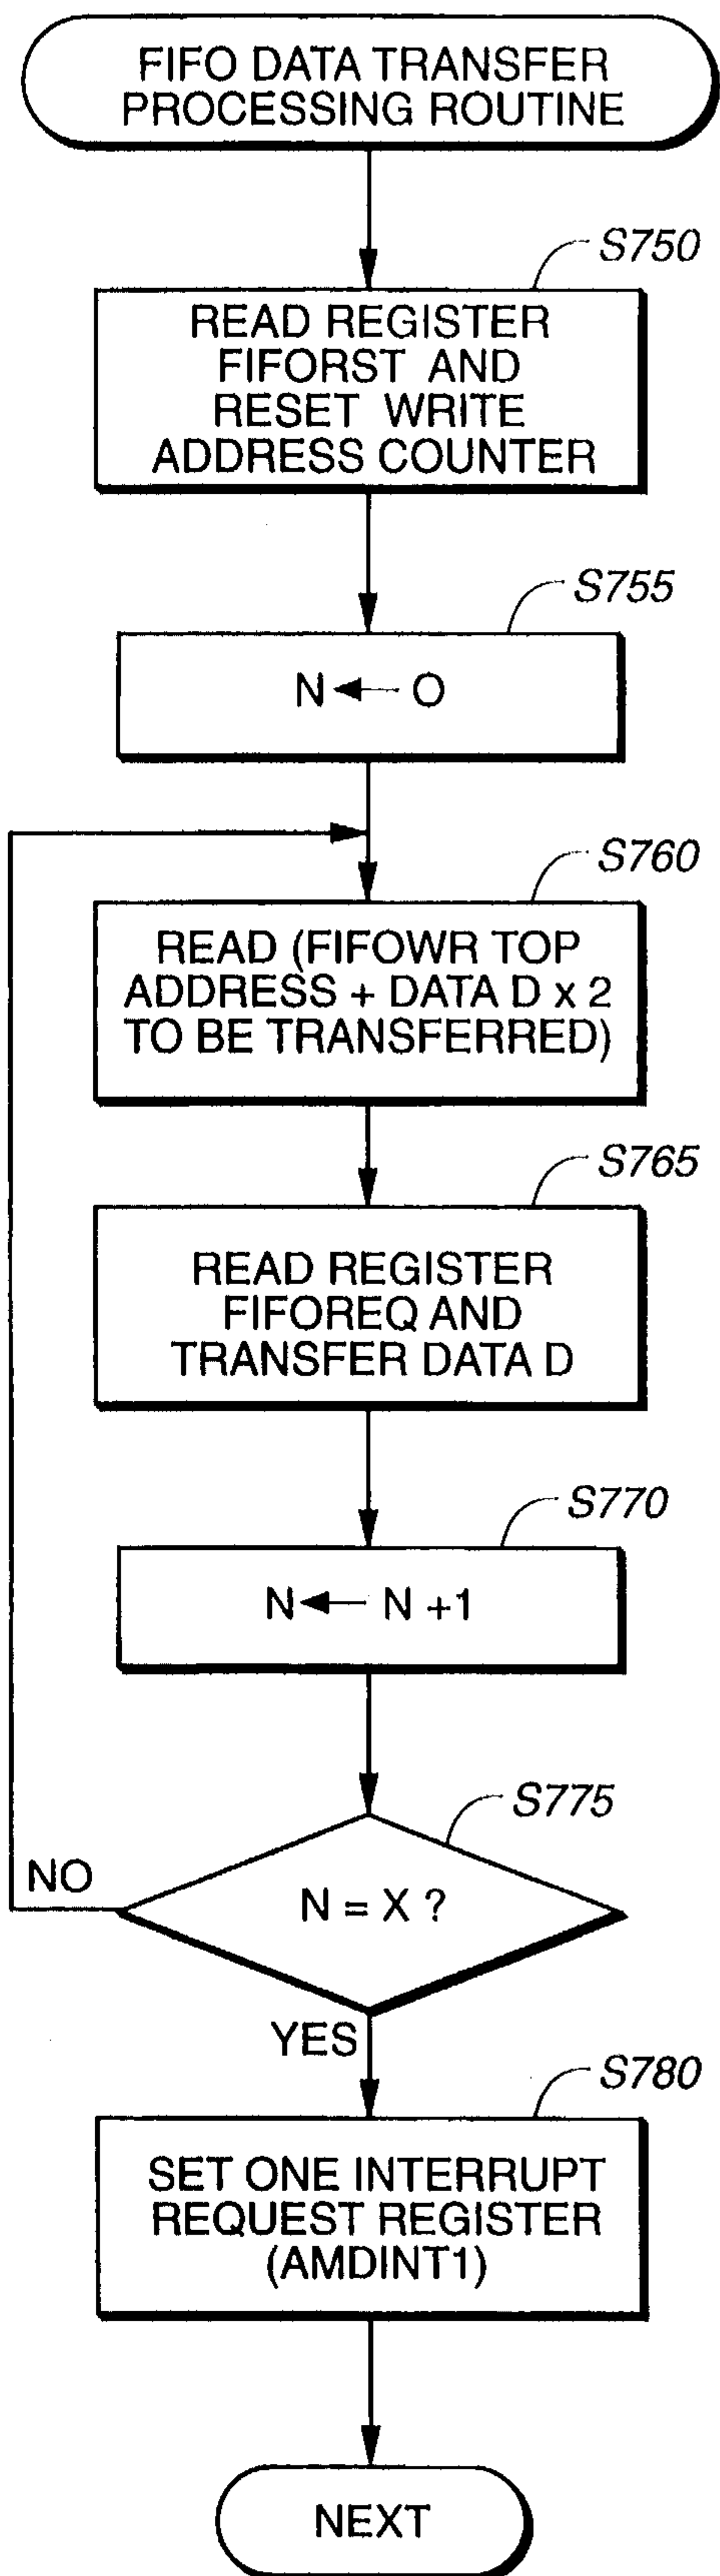 FIFO DATA TRANSFER
PROCESSING ROUTINE
S750
READ REGISTER
FIFORST AND
RESET WRITE
ADDRESS COUNTER
S755
N ← O
S760
READ (FIFOWR TOP
ADDRESS + DATA D x 2
TO BE TRANSFERRED)
S765
READ REGISTER
FIFOREQ AND
TRANSFER DATA D
S770
N ← N +1
S775
NO
N = X ?
YES
S780
SET ONE INTERRUPT
REQUEST REGISTER
(AMDINT1)
NEXT